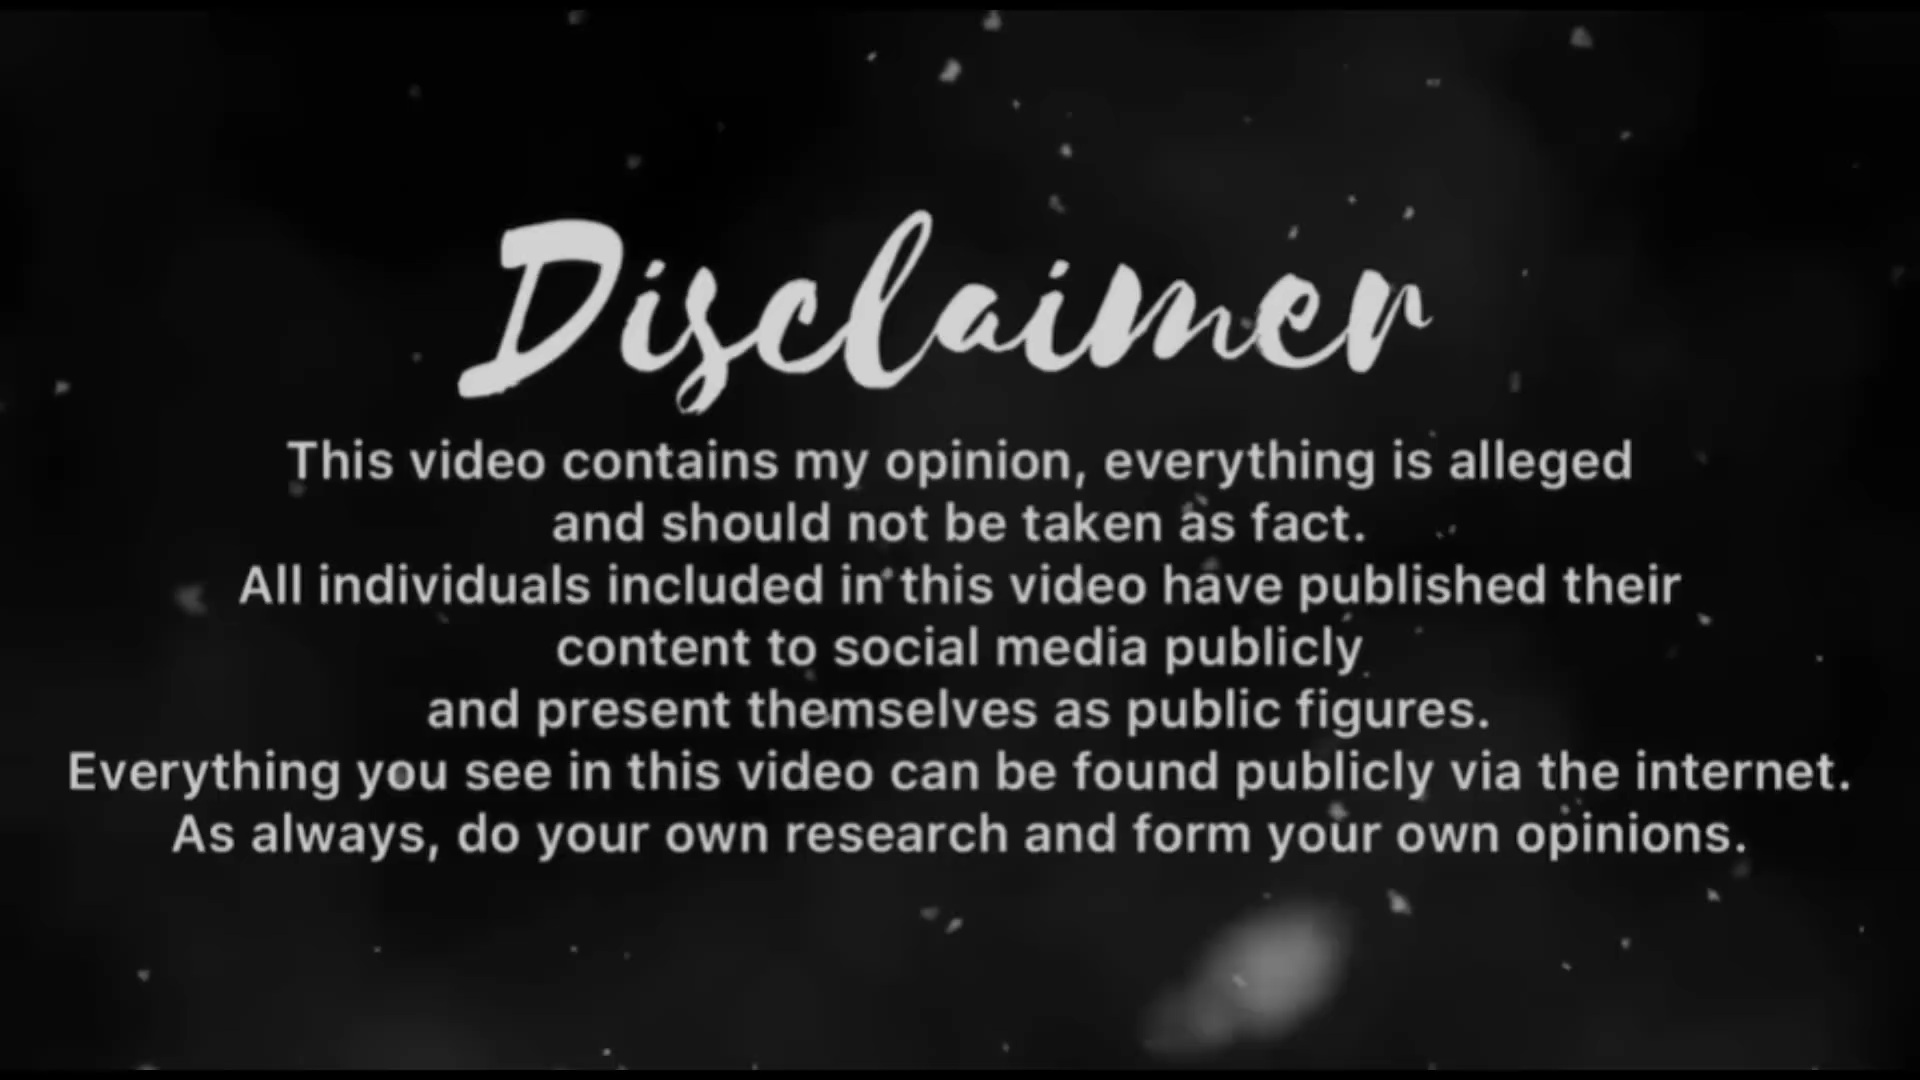 Disclaimer
This video contains my opinion, everything is alleged
and should not be taken as fact.
All individuals included in this video have published their
content to social media publicly
and present themselves as public figures.
Everything you see in this video can be found publicly via the internet.
As always, do your own research and form your own opinions.